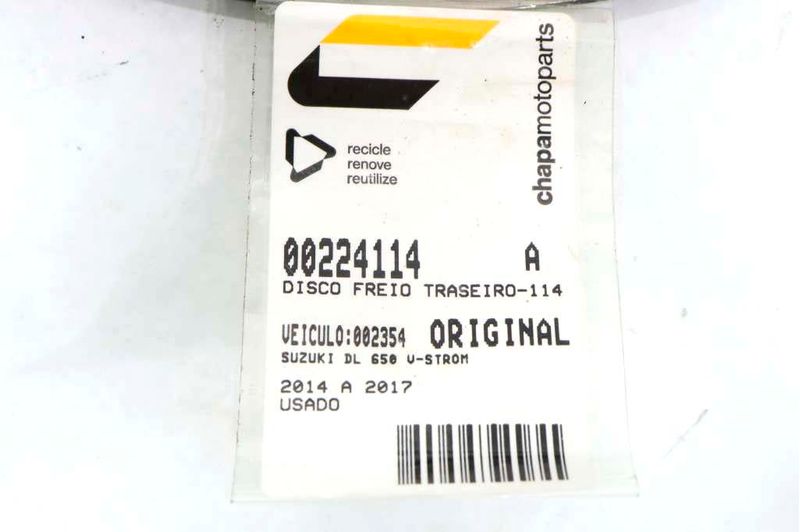 chapamotoparts
recicle
renove
reutilize
00224114 A
DISCO FREIO TRASEIRO-114
VEICULO:002354 ORIGINAL
SUZUKI DL 650 V-STROM
2014 A 2017
USADO